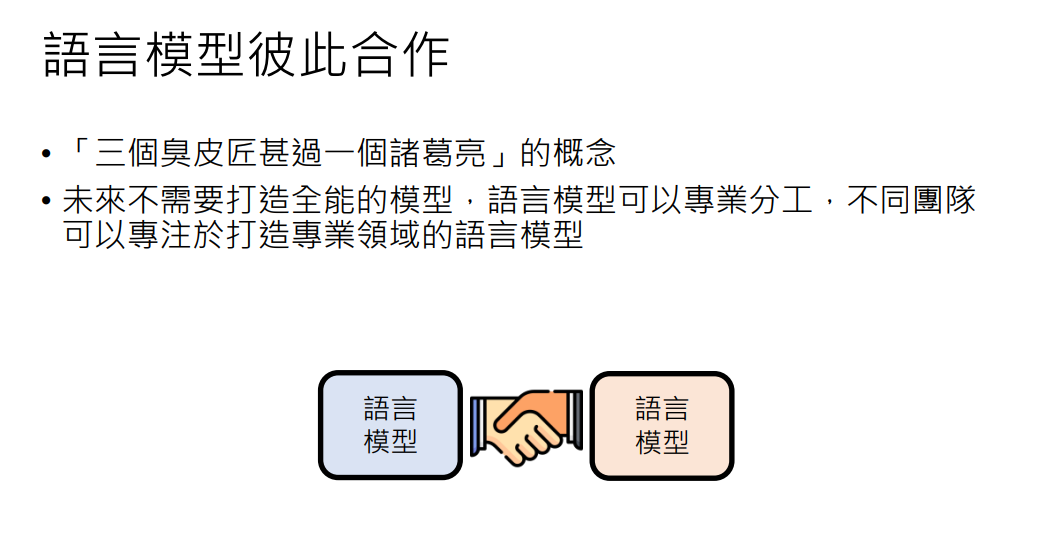 語言模型彼此合作
• 「三個臭皮匠甚過一個諸葛亮」的概念
• 未來不需要打造全能的模型，語言模型可以專業分工，不同團隊
可以專注於打造專業領域的語言模型
語言
模型
語言
模型